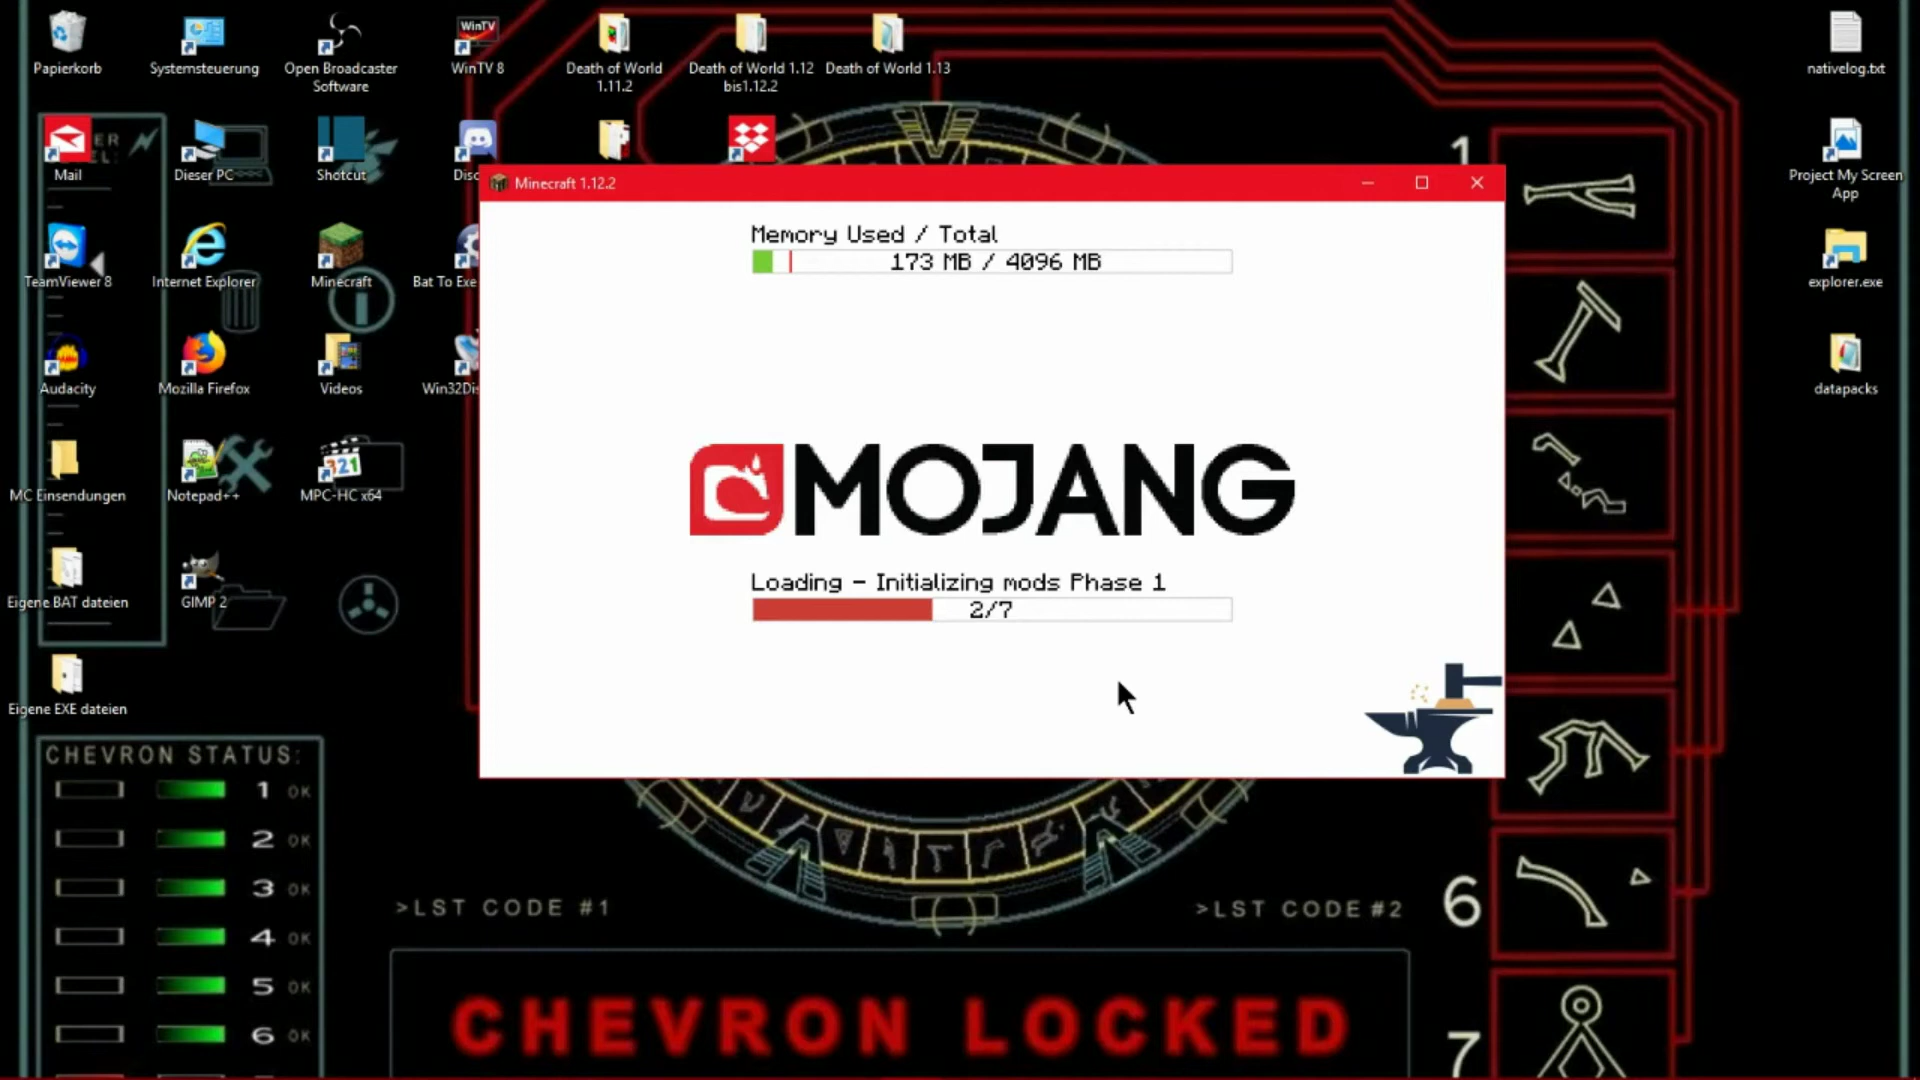 Papierkorb
Systemsteuerung
Open Broadcaster
Software
WinTV
WinTV 8
Death of World
1.11.2
Death of World 1.12
bis1.12.2
Death of World 1.13
nativelog.txt
Mail
Dieser PC
Shotcut
Disc
1
Project My Screen
App
Minecraft 1.12.2
Memory Used / Total
173 MB / 4096 MB
TeamViewer 8
Internet Explorer
Minecraft
Bat To Exe
explorer.exe
Audacity
Mozilla Firefox
Videos
Win32Dis
datapacks
MOJANG
321
MC Einsendungen
Notepad++
MPC-HC x64
Loading - Initializing mods Phase 1
2/7
Eigene BAT dateien
GIMP 2
Eigene EXE dateien
CHEVRON STATUS:
1 OK
2 OK
3 OK
4 OK
5 OK
6 OK
>LST CODE #1
>LST CODE #2
6
CHEVRON LOCKED
7